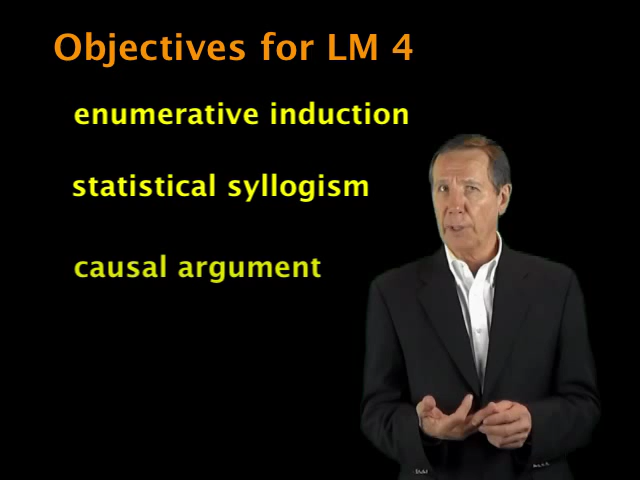 Objectives for LM 4
enumerative induction
statistical syllogism
causal argument